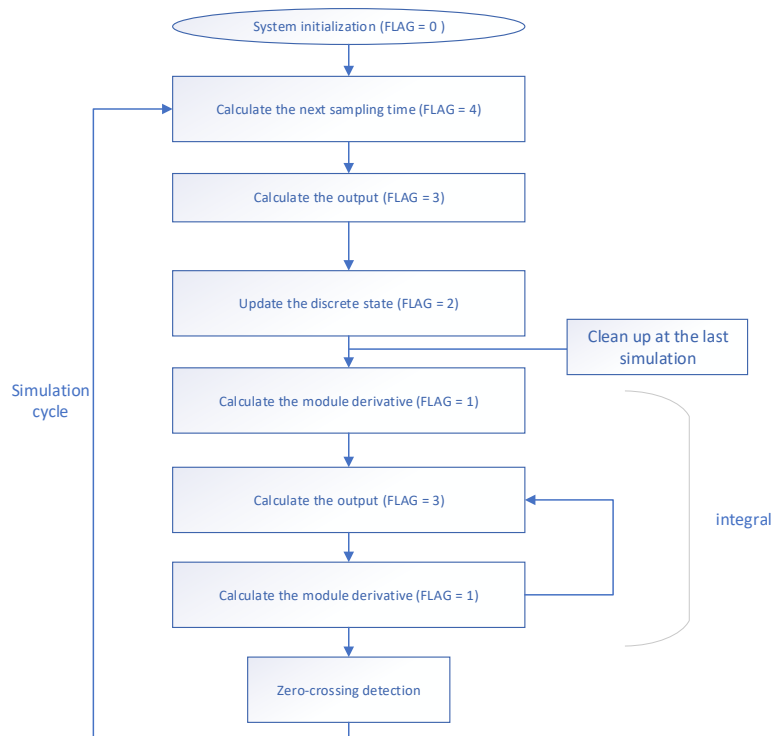 System initialization (FLAG = 0 )
Calculate the next sampling time (FLAG = 4)
Calculate the output (FLAG = 3)
Update the discrete state (FLAG = 2)
Clean up at the last
simulation
Simulation
cycle
Calculate the module derivative (FLAG = 1)
Calculate the output (FLAG = 3)
integral
Calculate the module derivative (FLAG = 1)
Zero-crossing detection